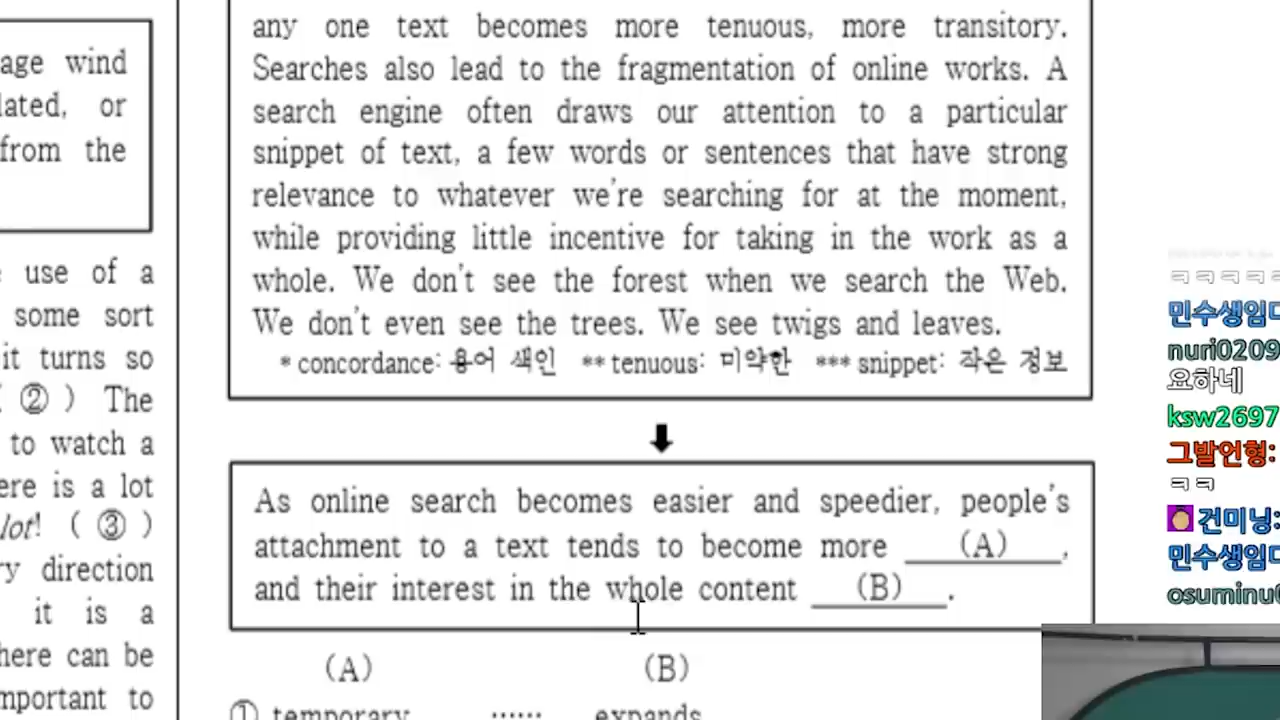 age wind
lated, or
from the
use of a
some sort
it turns so
( ② ) The
to watch a
ere is a lot
lot! ( ③ )
ry direction
it is a
here can be
mportant to
any one text becomes more tenuous, more transitory.
Searches also lead to the fragmentation of online works. A
search engine often draws our attention to a particular
snippet of text, a few words or sentences that have strong
relevance to whatever we're searching for at the moment,
while providing little incentive for taking in the work as a
whole. We don't see the forest when we search the Web.
We don't even see the trees. We see twigs and leaves.
* concordance: 용어 색인 ** tenuous: 미약한 *** snippet: 작은 정보
As online search becomes easier and speedier, people's
attachment to a text tends to become more (A) ,
and their interest in the whole content (B) .
(A) (B)
① temporary …… expands
ㅋㅋㅋㅋㅋ
민수생임다
nuri0209
요하네
ksw2697
그발언형:
ㅋㅋ
건미닝:
민수생임다
osuminu0